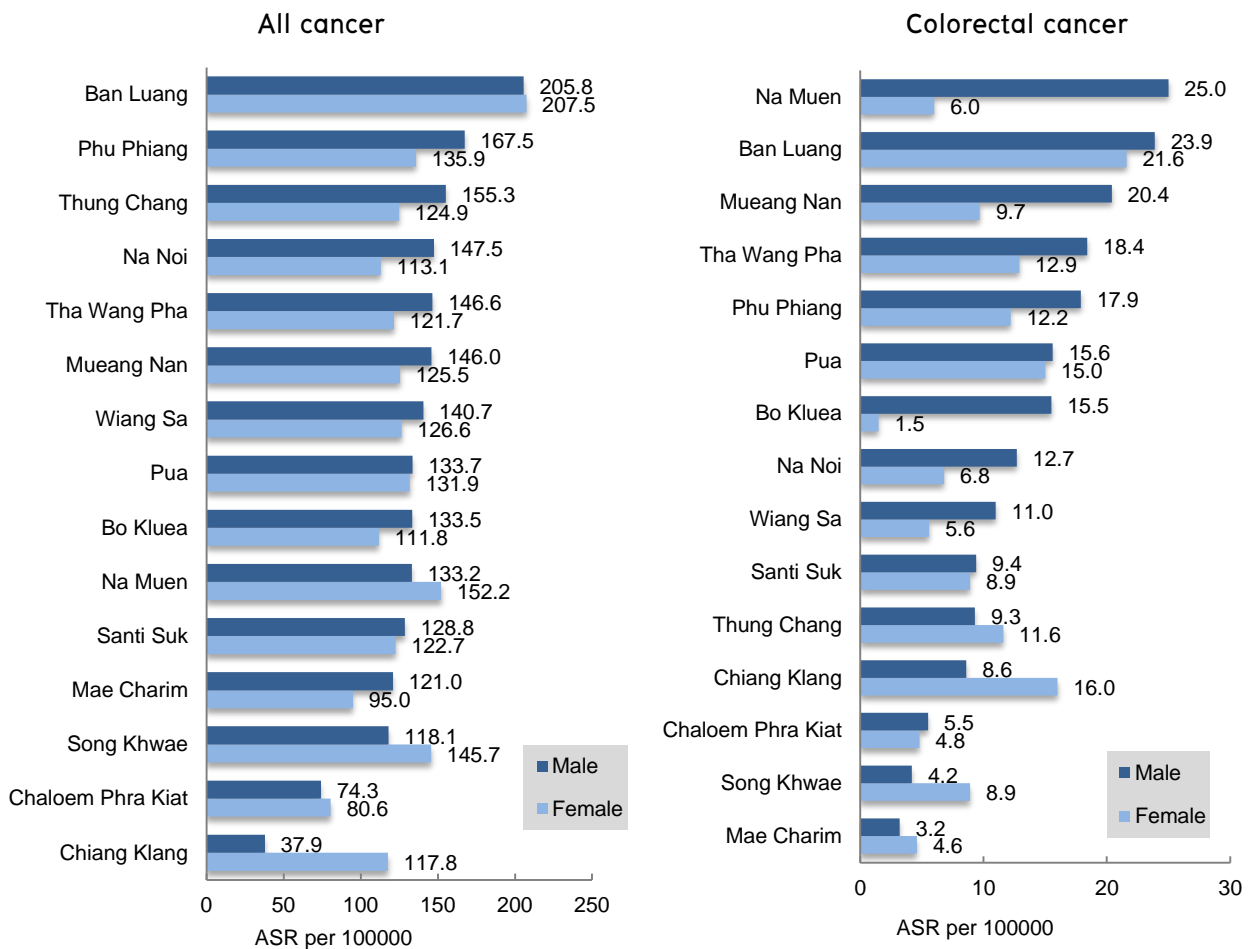 All cancer
Ban Luang
205.8
207.5
Phu Phiang
167.5
135.9
Thung Chang
155.3
124.9
Na Noi
147.5
113.1
Tha Wang Pha
146.6
121.7
Mueang Nan
146.0
125.5
Wiang Sa
140.7
126.6
Pua
133.7
131.9
Bo Kluea
133.5
111.8
Na Muen
133.2
152.2
Santi Suk
128.8
122.7
Mae Charim
121.0
95.0
Song Khwae
118.1
145.7
Chaloem Phra Kiat
74.3
80.6
Chiang Klang
37.9
117.8
Male
Female
0 50 100 150 200 250
ASR per 100000
Colorectal cancer
Na Muen
25.0
6.0
Ban Luang
23.9
21.6
Mueang Nan
20.4
9.7
Tha Wang Pha
18.4
12.9
Phu Phiang
17.9
12.2
Pua
15.6
15.0
Bo Kluea
15.5
1.5
Na Noi
12.7
6.8
Wiang Sa
11.0
5.6
Santi Suk
9.4
8.9
Thung Chang
9.3
11.6
Chiang Klang
8.6
16.0
Chaloem Phra Kiat
5.5
4.8
Song Khwae
4.2
8.9
Mae Charim
3.2
4.6
Male
Female
0 10 20 30
ASR per 100000